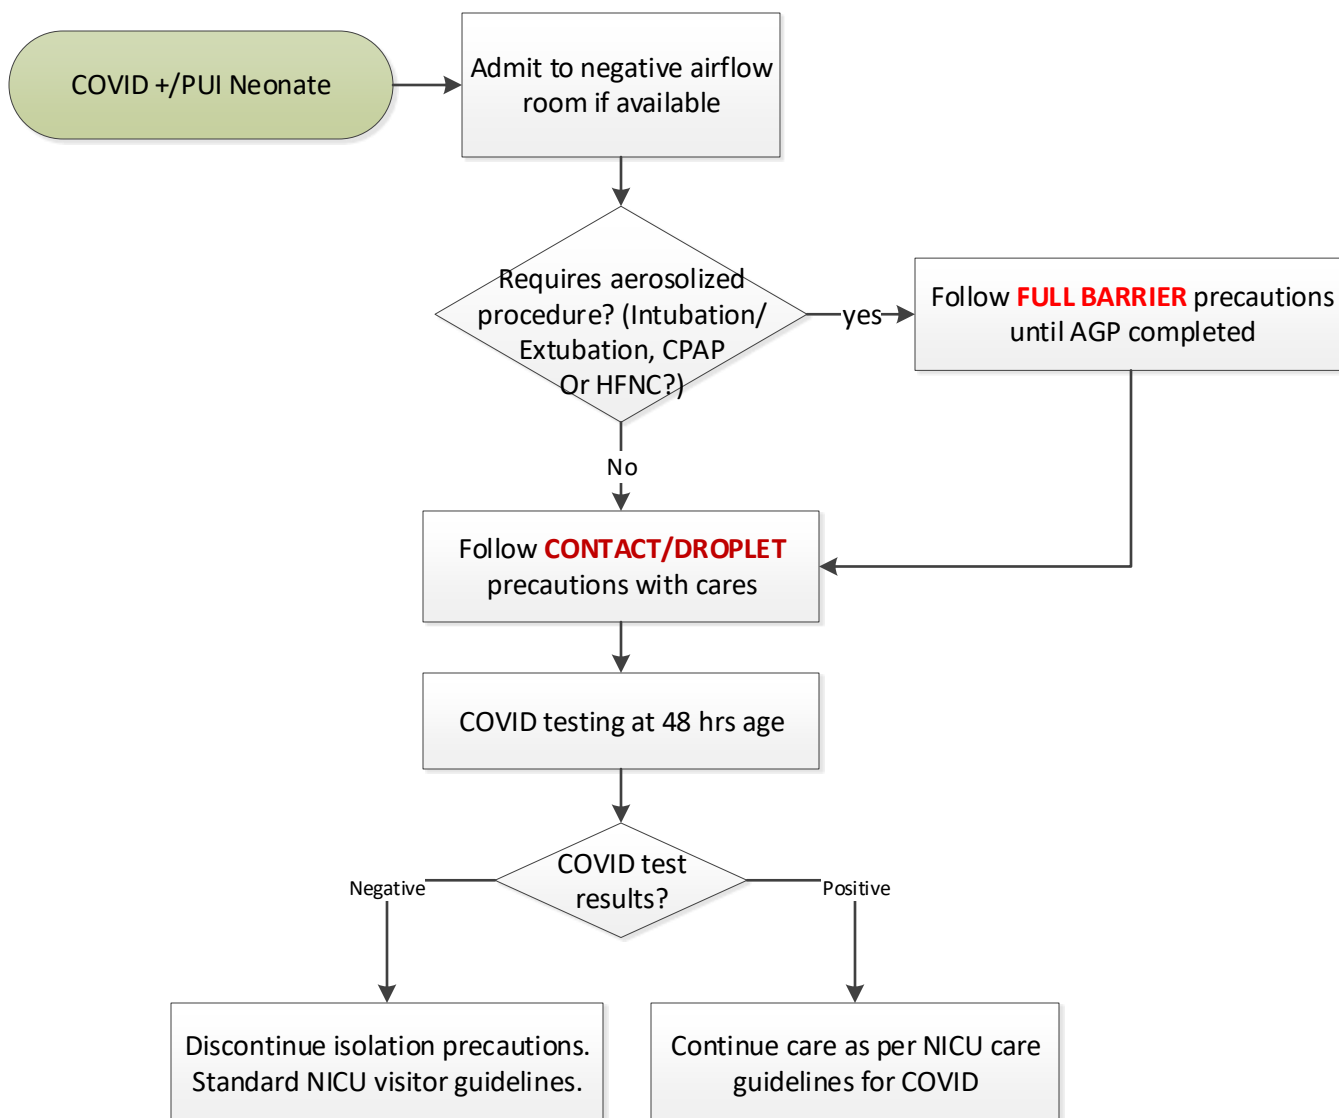 COVID +/PUI Neonate
Admit to negative airflow
room if available
Requires aerosolized
procedure? (Intubation/
Extubation, CPAP
Or HFNC?)
yes
Follow FULL BARRIER precautions
until AGP completed
No
Follow CONTACT/DROPLET
precautions with cares
COVID testing at 48 hrs age
COVID test
results?
Negative
Positive
Discontinue isolation precautions.
Standard NICU visitor guidelines.
Continue care as per NICU care
guidelines for COVID